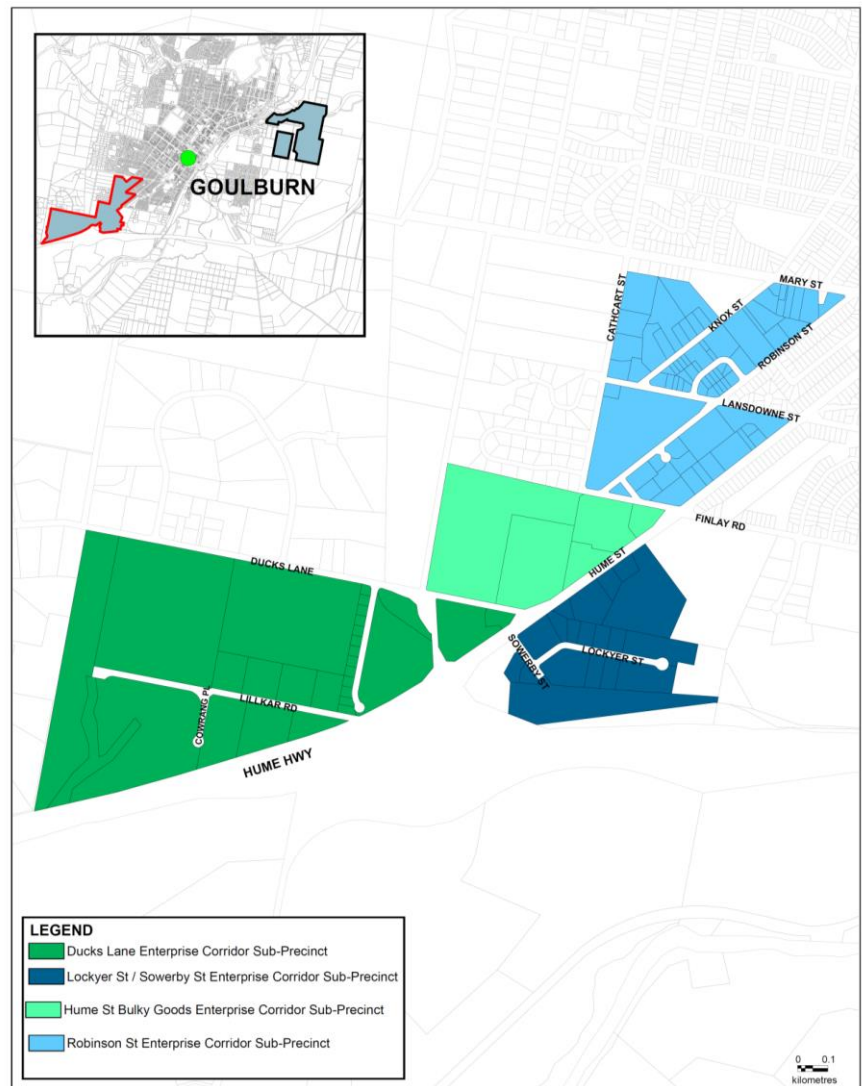 GOULBURN
MARY ST
CATHCART ST
KNOX ST
ROBINSON ST
LANSDOWNE ST
FINLAY RD
HUME ST
DUCKS LANE
SOWERBY ST
LOCKYER ST
LILLKAR RD
COWRANG PL
HUME HWY
LEGEND
Ducks Lane Enterprise Corridor Sub-Precinct
Lockyer St / Sowerby St Enterprise Corridor Sub-Precinct
Hume St Bulky Goods Enterprise Corridor Sub-Precinct
Robinson St Enterprise Corridor Sub-Precinct
0 0.1
kilometres